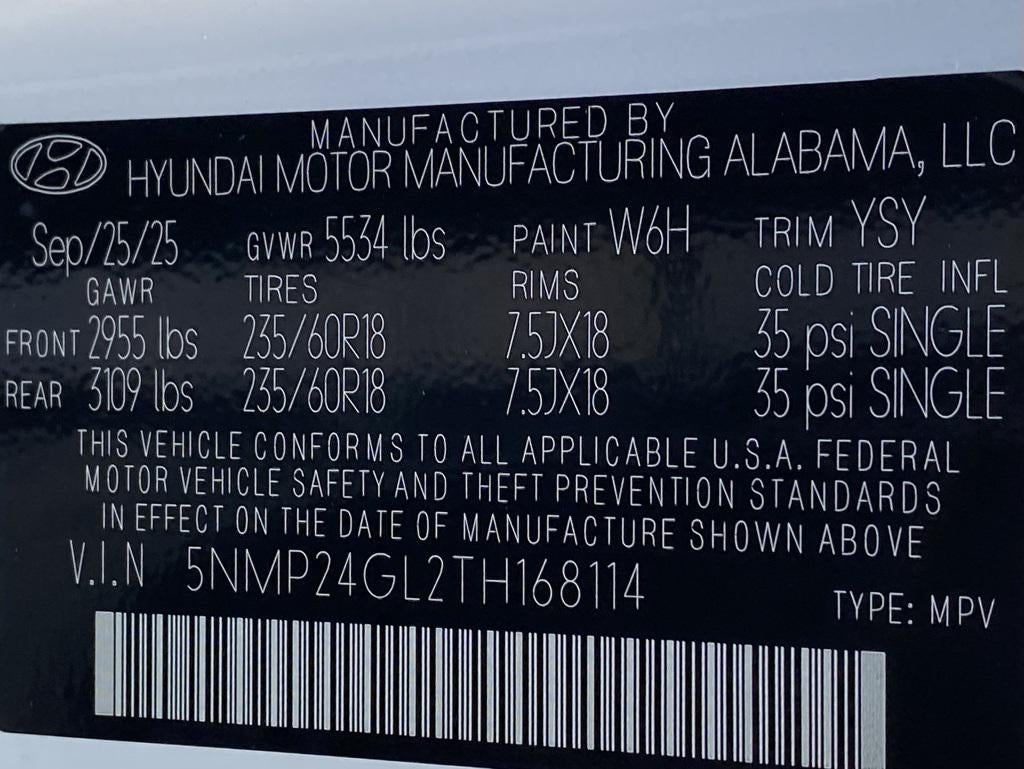 MANUFACTURED BY
HYUNDAI MOTOR MANUFACTURING ALABAMA, LLC
Sep/25/25 GVWR 5534 lbs PAINT W6H TRIM YSY
GAWR TIRES RIMS COLD TIRE INFL
FRONT 2955 lbs 235/60R18 7.5JX18 35 psi SINGLE
REAR 3109 lbs 235/60R18 7.5JX18 35 psi SINGLE
THIS VEHICLE CONFORMS TO ALL APPLICABLE U.S.A. FEDERAL
MOTOR VEHICLE SAFETY AND THEFT PREVENTION STANDARDS
IN EFFECT ON THE DATE OF MANUFACTURE SHOWN ABOVE
V.I.N 5NMP24GL2TH168114
TYPE: MPV